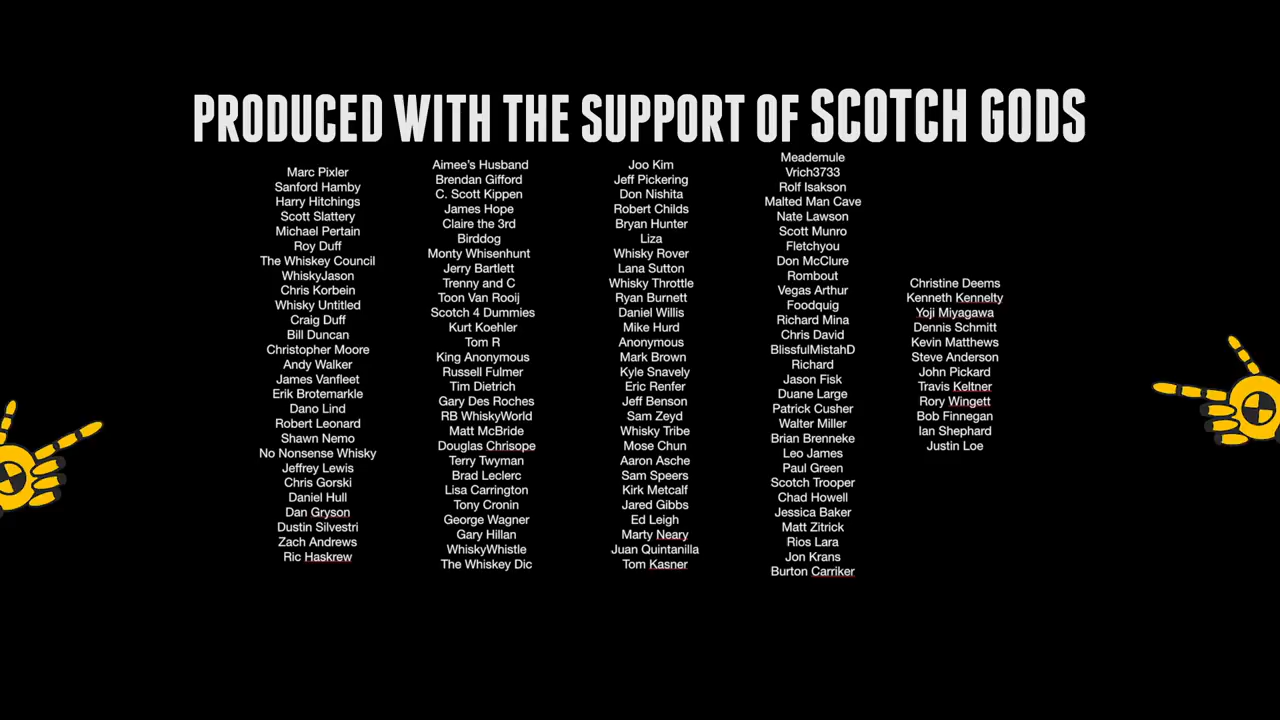 PRODUCED WITH THE SUPPORT OF SCOTCH GODS
Marc Pixler
Sanford Hamby
Harry Hitchings
Scott Slattery
Michael Pertain
Roy Duff
The Whiskey Council
WhiskyJason
Chris Korbein
Whisky Untitled
Craig Duff
Bill Duncan
Christopher Moore
Andy Walker
James Vanfleet
Erik Brotemarkle
Dano Lind
Robert Leonard
Shawn Nemo
No Nonsense Whisky
Jeffrey Lewis
Chris Gorski
Daniel Hull
Dan Gryson
Dustin Silvestri
Zach Andrews
Ric Haskrew
Aimee's Husband
Brendan Gifford
C. Scott Kippen
James Hope
Claire the 3rd
Birddog
Monty Whisenhunt
Jerry Bartlett
Trenny and C
Toon Van Rooij
Scotch 4 Dummies
Kurt Koehler
Tom R
King Anonymous
Russell Fulmer
Tim Dietrich
Gary Des Roches
RB WhiskyWorld
Matt McBride
Douglas Chrisope
Terry Twyman
Brad Leclerc
Lisa Carrington
Tony Cronin
George Wagner
Gary Hillan
WhiskyWhistle
The Whiskey Dic
Joo Kim
Jeff Pickering
Don Nishita
Robert Childs
Bryan Hunter
Liza
Whisky Rover
Lana Sutton
Whisky Throttle
Ryan Burnett
Daniel Willis
Mike Hurd
Anonymous
Mark Brown
Kyle Snavely
Eric Renfer
Jeff Benson
Sam Zeyd
Whisky Tribe
Mose Chun
Aaron Asche
Sam Speers
Kirk Metcalf
Jared Gibbs
Ed Leigh
Marty Neary
Juan Quintanilla
Tom Kasner
Meademule
Vrich3733
Rolf Isakson
Malted Man Cave
Nate Lawson
Scott Munro
Fletchyou
Don McClure
Rombout
Vegas Arthur
Foodquig
Richard Mina
Chris David
BlissfulMistahD
Richard
Jason Fisk
Duane Large
Patrick Cusher
Walter Miller
Brian Brenneke
Leo James
Paul Green
Scotch Trooper
Chad Howell
Jessica Baker
Matt Zitrick
Rios Lara
Jon Krans
Burton Carriker
Christine Deems
Kenneth Kennelty
Yoji Miyagawa
Dennis Schmitt
Kevin Matthews
Steve Anderson
John Pickard
Travis Keltner
Rory Wingett
Bob Finnegan
Ian Shephard
Justin Loe